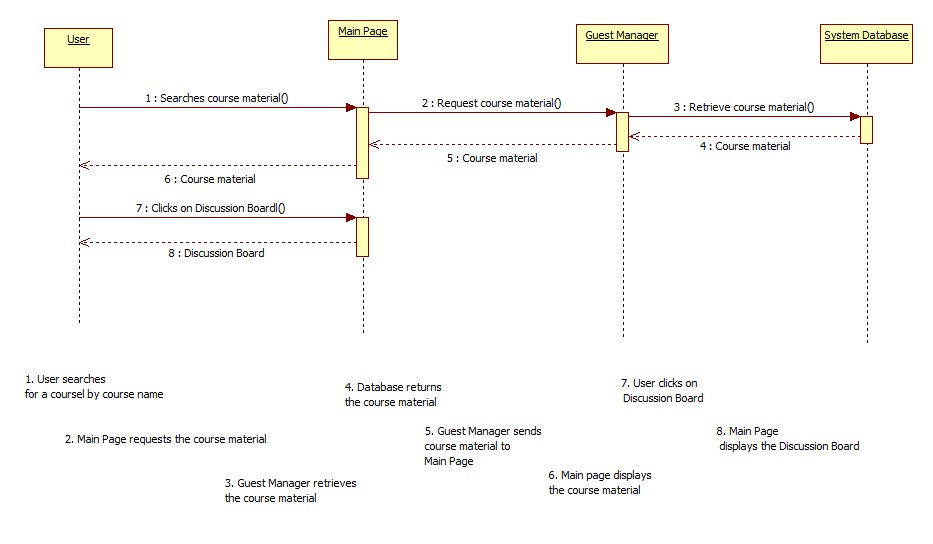 User
Main Page
Guest Manager
System Database
1 : Searches course material()
2 : Request course material()
3 : Retrieve course material()
4 : Course material
5 : Course material
6 : Course material
7 : Clicks on Discussion Boardl()
8 : Discussion Board
1. User searches
for a coursel by course name
2. Main Page requests the course material
3. Guest Manager retrieves
the course material
4. Database returns
the course material
5. Guest Manager sends
course material to
Main Page
6. Main page displays
the course material
7. User clicks on
Discussion Board
8. Main Page
displays the Discussion Board